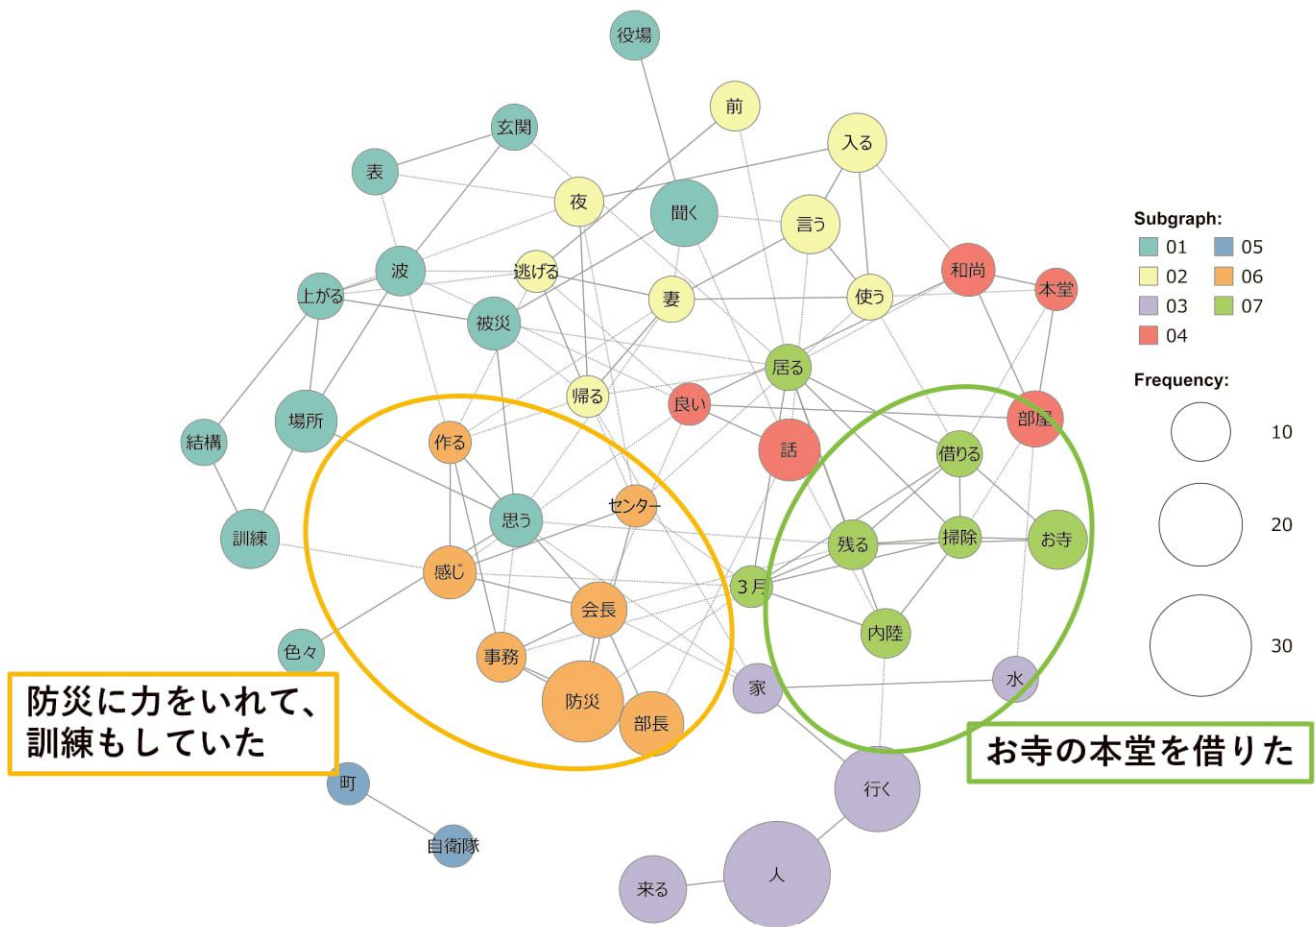 役場
前
玄関
入る
表
夜
聞く
言う
Subgraph:
01
05
02
06
03
07
04
波
逃げる
和尚
本堂
上がる
妻
使う
被災
居る
Frequency:
帰る
良い
部屋
10
場所
結構
作る
話
借りる
センター
20
訓練
思う
残る
掃除
お寺
感じ
3月
会長
内陸
30
色々
事務
家
水
防災に力をいれて、
訓練もしていた
防災
部長
お寺の本堂を借りた
町
行く
自衛隊
人
来る